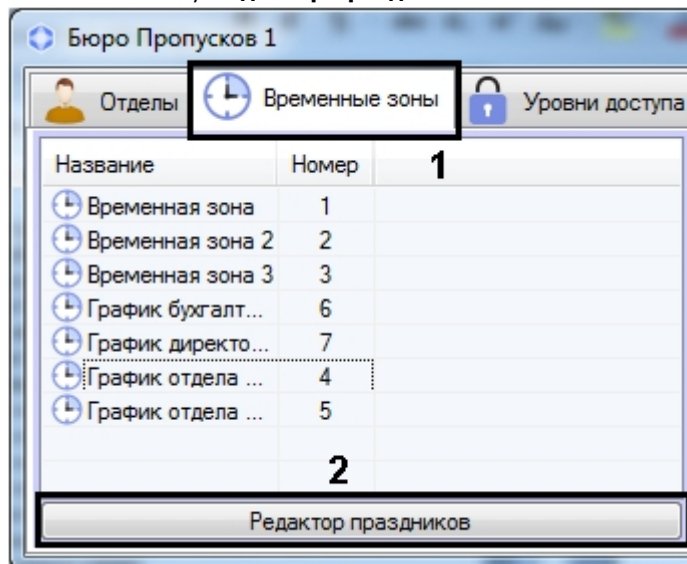 Бюро Пропусков 1
Отделы Временные зоны Уровни доступа
Название Номер 1
Временная зона 1
Временная зона 2 2
Временная зона 3 3
График бухгалт... 6
График директо... 7
График отдела ... 4
График отдела ... 5
2
Редактор праздников